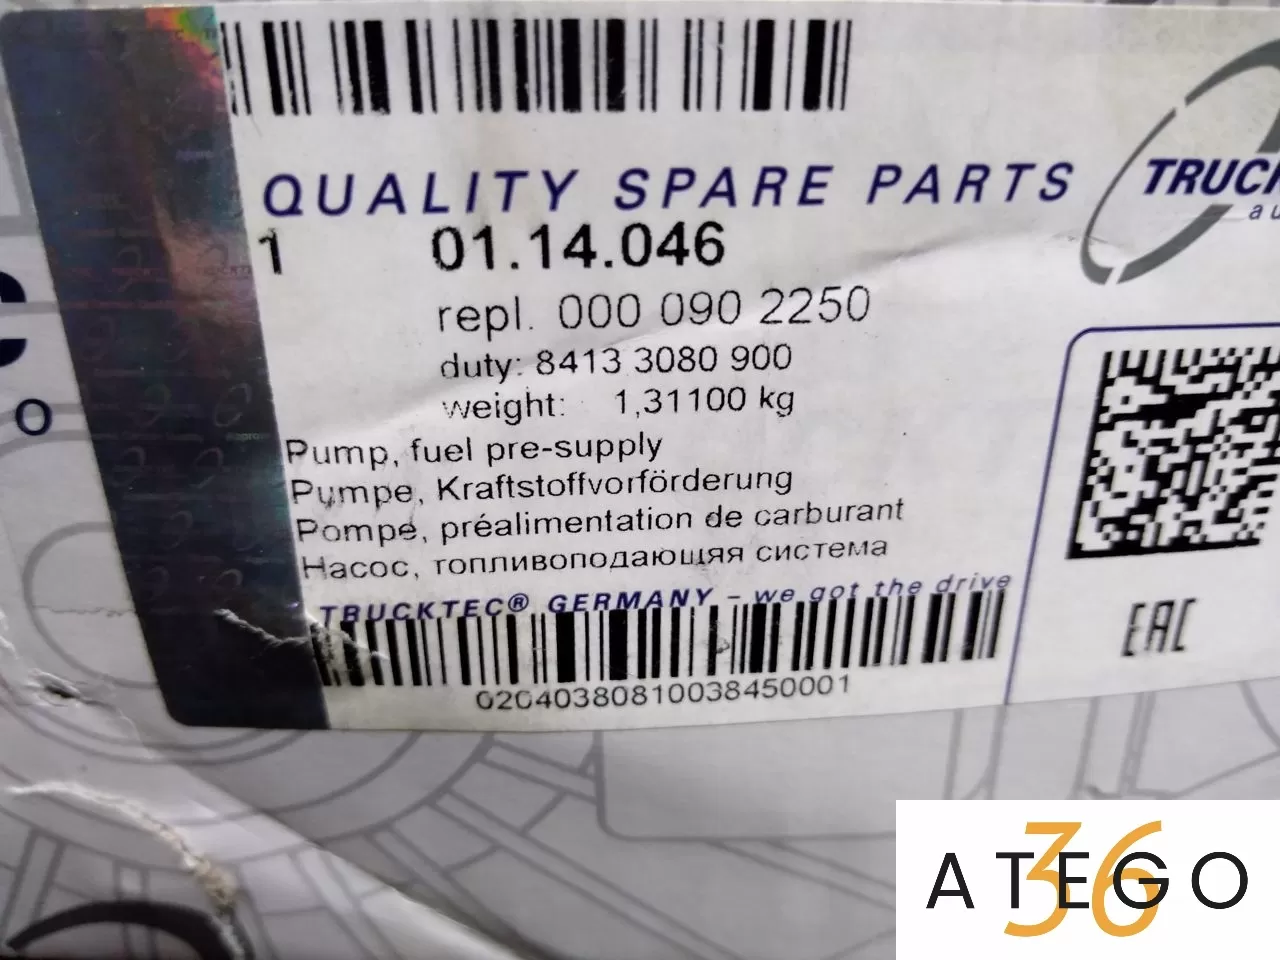 QUALITY SPARE PARTS
1 01.14.046
repl. 000 090 2250
duty: 8413 3080 900
weight: 1,31100 kg
Pump, fuel pre-supply
Pumpe, Kraftstoffvorförderung
Pompe, préalimentation de carburant
Насос, топливоподающяя система
TRUCKTEC® GERMANY - we got the drive
02040380810038450001
TRUCK
au
EAC
ATEGO
36